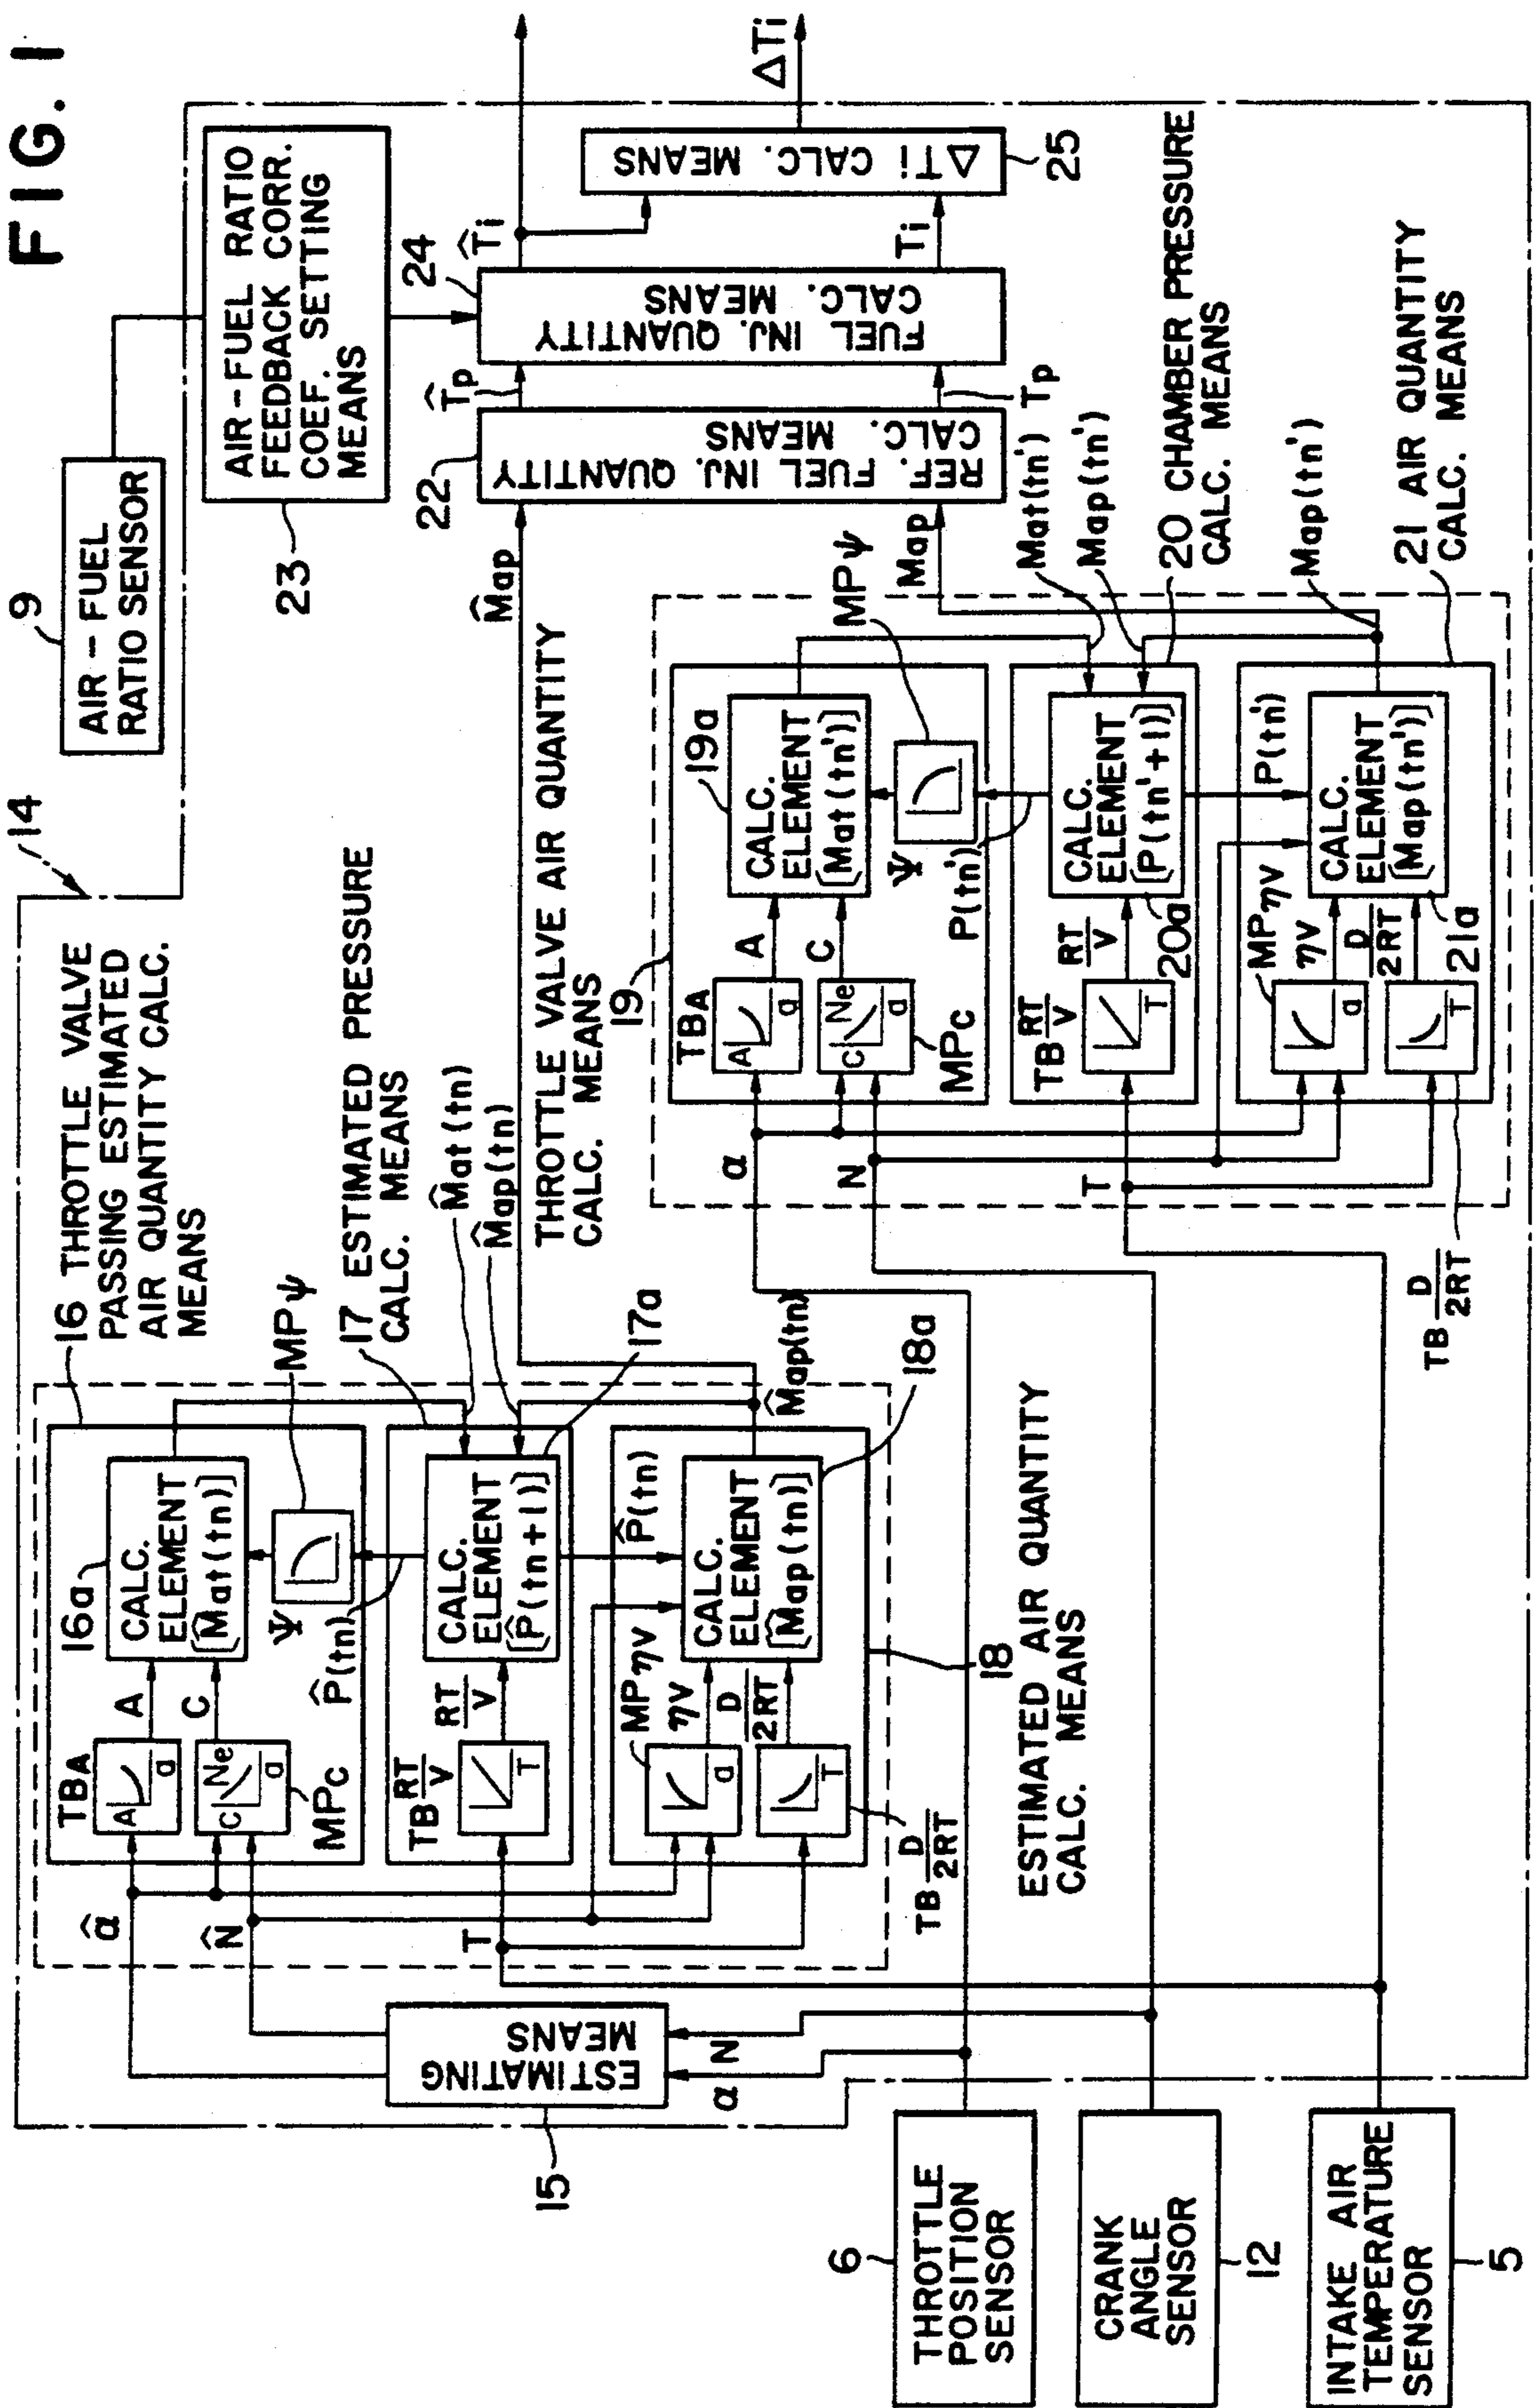 FIG. 1
14
9
AIR-FUEL
RATIO SENSOR
AIR-FUEL RATIO
FEEDBACK CORR.
COEF. SETTING
MEANS
23
16 THROTTLE VALVE
PASSING ESTIMATED
AIR QUANTITY CALC.
MEANS
MPψ
17 ESTIMATED PRESSURE
CALC. MEANS
M̂at(tn)
M̂ap(tn)
17a
M̂ap(tn)
18a
16a
CALC.
ELEMENT
[M̂at(tn)]
A
C
TBA
A
a
C
Ne
a
MPC
Ψ
P̂(tn)
CALC.
ELEMENT
[P̂(tn+1)]
RT/V
TB RT/V
T
P̂(tn)
CALC.
ELEMENT
[M̂ap(tn)]
MPηv
ηv
D/2RT
a
T
18
TB D/2RT
ESTIMATED AIR QUANTITY
CALC. MEANS
α̂
N̂
T
ESTIMATING
MEANS
15
α
N
THROTTLE VALVE AIR QUANTITY
CALC. MEANS
19
19a
CALC.
ELEMENT
[Mat(tn')]
A
C
TBA
A
a
C
Ne
a
MPC
MPψ
Ψ
P(tn')
CALC.
ELEMENT
[P(tn'+1)]
20a
RT/V
TB RT/V
T
Mat(tn')
Map(tn')
20 CHAMBER PRESSURE
CALC. MEANS
P(tn')
CALC.
ELEMENT
[Map(tn')]
21a
MPηv
ηv
D/2RT
a
T
TB D/2RT
Map(tn')
21 AIR QUANTITY
CALC. MEANS
α
N
T
M̂ap
Map
22
REF. FUEL INJ. QUANTITY
CALC. MEANS
T̂p
Tp
24
FUEL INJ. QUANTITY
CALC. MEANS
T̂i
Ti
ΔTi CALC. MEANS
25
ΔTi
6
THROTTLE
POSITION
SENSOR
CRANK
ANGLE
SENSOR
12
INTAKE AIR
TEMPERATURE
SENSOR
5